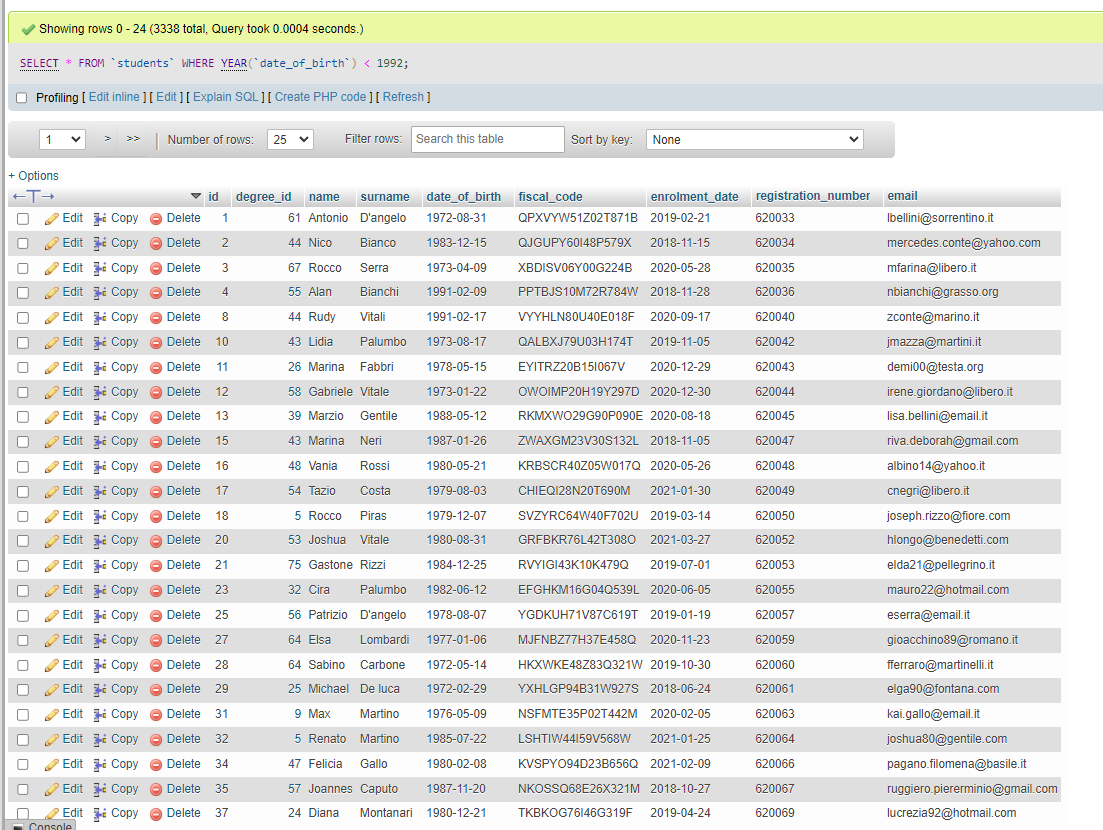 Showing rows 0 - 24 (3338 total, Query took 0.0004 seconds.)
SELECT * FROM `students` WHERE YEAR(`date_of_birth`) < 1992;
Profiling [ Edit inline ] [ Edit ] [ Explain SQL ] [ Create PHP code ] [ Refresh ]
1 > >> Number of rows: 25 Filter rows: Search this table Sort by key: None
+ Options
←T→ id degree_id name surname date_of_birth fiscal_code enrolment_date registration_number email
Edit Copy Delete 1 61 Antonio D'angelo 1972-08-31 QPXVYW51Z02T871B 2019-02-21 620033 lbellini@sorrentino.it
Edit Copy Delete 2 44 Nico Bianco 1983-12-15 QJGUPY60I48P579X 2018-11-15 620034 mercedes.conte@yahoo.com
Edit Copy Delete 3 67 Rocco Serra 1973-04-09 XBDISV06Y00G224B 2020-05-28 620035 mfarina@libero.it
Edit Copy Delete 4 55 Alan Bianchi 1991-02-09 PPTBJS10M72R784W 2018-11-28 620036 nbianchi@grasso.org
Edit Copy Delete 8 44 Rudy Vitali 1991-02-17 VYYHLN80U40E018F 2020-09-17 620040 zconte@marino.it
Edit Copy Delete 10 43 Lidia Palumbo 1973-08-17 QALBXJ79U03H174T 2019-11-05 620042 jmazza@martini.it
Edit Copy Delete 11 26 Marina Fabbri 1978-05-15 EYITRZ20B15I067V 2020-12-29 620043 demi00@testa.org
Edit Copy Delete 12 58 Gabriele Vitale 1973-01-22 OWOIMP20H19Y297D 2020-12-30 620044 irene.giordano@libero.it
Edit Copy Delete 13 39 Marzio Gentile 1988-05-12 RKMXWO29G90P090E 2020-08-18 620045 lisa.bellini@email.it
Edit Copy Delete 15 43 Marina Neri 1987-01-26 ZWAXGM23V30S132L 2018-11-05 620047 riva.deborah@gmail.com
Edit Copy Delete 16 48 Vania Rossi 1980-05-21 KRBSCR40Z05W017Q 2020-05-26 620048 albino14@yahoo.it
Edit Copy Delete 17 54 Tazio Costa 1979-08-03 CHIEQI28N20T690M 2021-01-30 620049 cnegri@libero.it
Edit Copy Delete 18 5 Rocco Piras 1979-12-07 SVZYRC64W40F702U 2019-03-14 620050 joseph.rizzo@fiore.com
Edit Copy Delete 20 53 Joshua Vitale 1980-08-31 GRFBKR76L42T308O 2021-03-27 620052 hlongo@benedetti.com
Edit Copy Delete 21 75 Gastone Rizzi 1984-12-25 RVYIGI43K10K479Q 2019-07-01 620053 elda21@pellegrino.it
Edit Copy Delete 23 32 Cira Palumbo 1982-06-12 EFGHKM16G04Q539L 2020-06-05 620055 mauro22@hotmail.com
Edit Copy Delete 25 56 Patrizio D'angelo 1978-08-07 YGDKUH71V87C619T 2019-01-19 620057 eserra@email.it
Edit Copy Delete 27 64 Elsa Lombardi 1977-01-06 MJFNBZ77H37E458Q 2020-11-23 620059 gioacchino89@romano.it
Edit Copy Delete 28 64 Sabino Carbone 1972-05-14 HKXWKE48Z83Q321W 2019-10-30 620060 fferraro@martinelli.it
Edit Copy Delete 29 25 Michael De luca 1972-02-29 YXHLGP94B31W927S 2018-06-24 620061 elga90@fontana.com
Edit Copy Delete 31 9 Max Martino 1976-05-09 NSFMTE35P02T442M 2020-02-05 620063 kai.gallo@email.it
Edit Copy Delete 32 5 Renato Martino 1985-07-22 LSHTIW44I59V568W 2021-01-25 620064 joshua80@gentile.com
Edit Copy Delete 34 47 Felicia Gallo 1980-02-08 KVSPYO94D23B656Q 2021-02-09 620066 pagano.filomena@basile.it
Edit Copy Delete 35 57 Joannes Caputo 1987-11-20 NKOSSQ68E26X321M 2018-10-27 620067 ruggiero.piererminio@gmail.com
Edit Copy Delete 37 24 Diana Montanari 1980-12-21 TKBKOG76I46G319F 2019-04-24 620069 lucrezia92@hotmail.com
Console